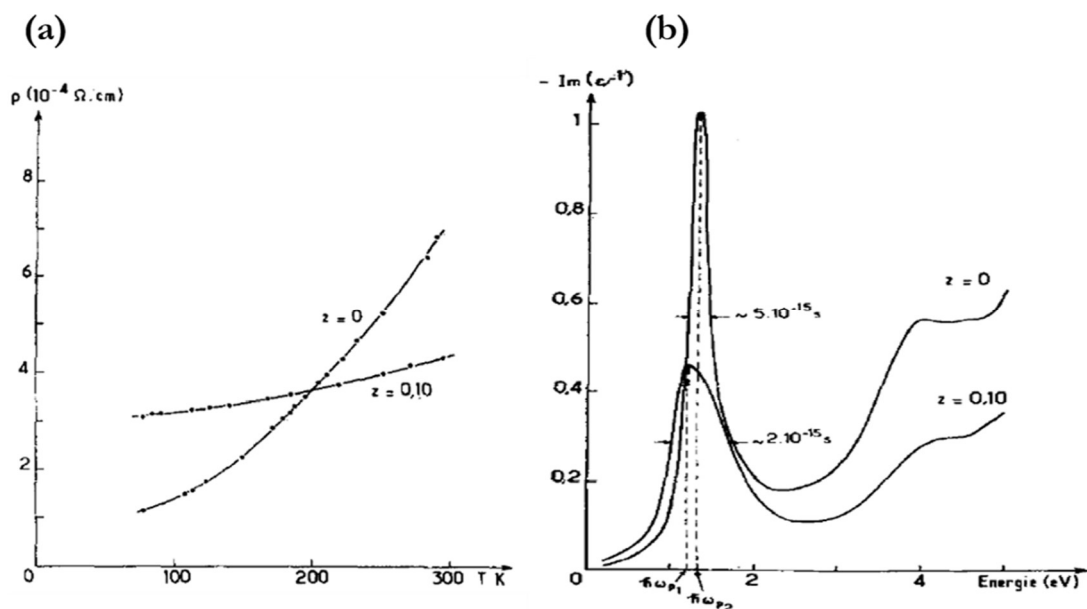 (a)
(b)
ρ (10⁻⁴ Ω.cm)
8
6
4
2
0
100
200
300
T K
z = 0
z = 0,10
- Im (ε⁻¹)
1
0,8
0,6
0,4
0,2
0
2
4
Energie (eV)
z = 0
z = 0,10
~ 5.10⁻¹⁵s
~ 2.10⁻¹⁵s
ħωp1
ħωp2